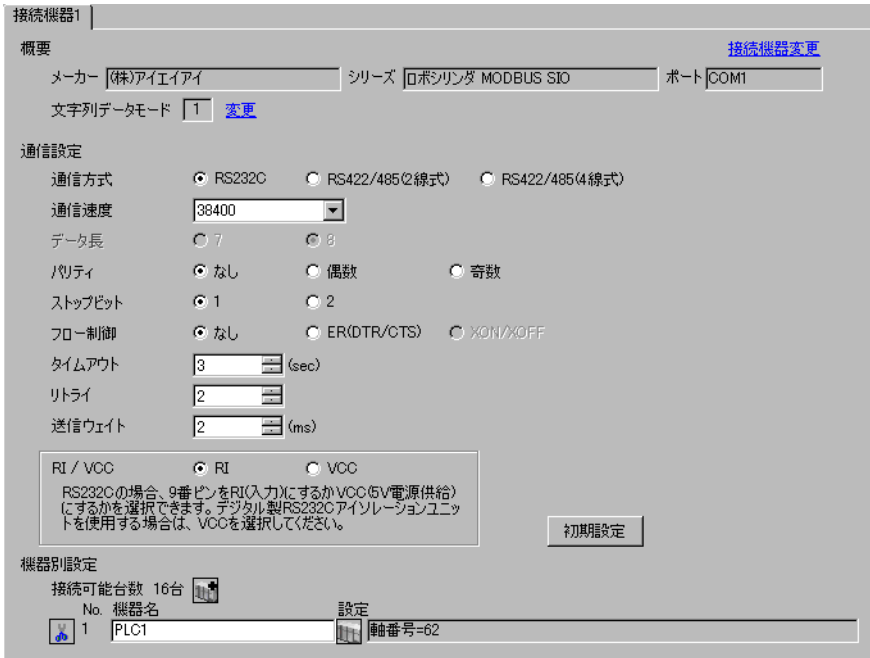 接続機器1
概要 接続機器変更
メーカー (株)アイエイアイ シリーズ ロボシリンダ MODBUS SIO ポート COM1
文字列データモード 1 変更
通信設定
通信方式 RS232C RS422/485(2線式) RS422/485(4線式)
通信速度 38400
データ長 7 8
パリティ なし 偶数 奇数
ストップビット 1 2
フロー制御 なし ER(DTR/CTS) XON/XOFF
タイムアウト 3 (sec)
リトライ 2
送信ウェイト 2 (ms)
RI / VCC RI VCC
RS232Cの場合、9番ピンをRI(入力)にするかVCC(5V電源供給)
にするかを選択できます。デジタル製RS232Cアイソレーションユニッ
トを使用する場合は、VCCを選択してください。
初期設定
機器別設定
接続可能台数 16台
No. 機器名 設定
1 PLC1 軸番号=62